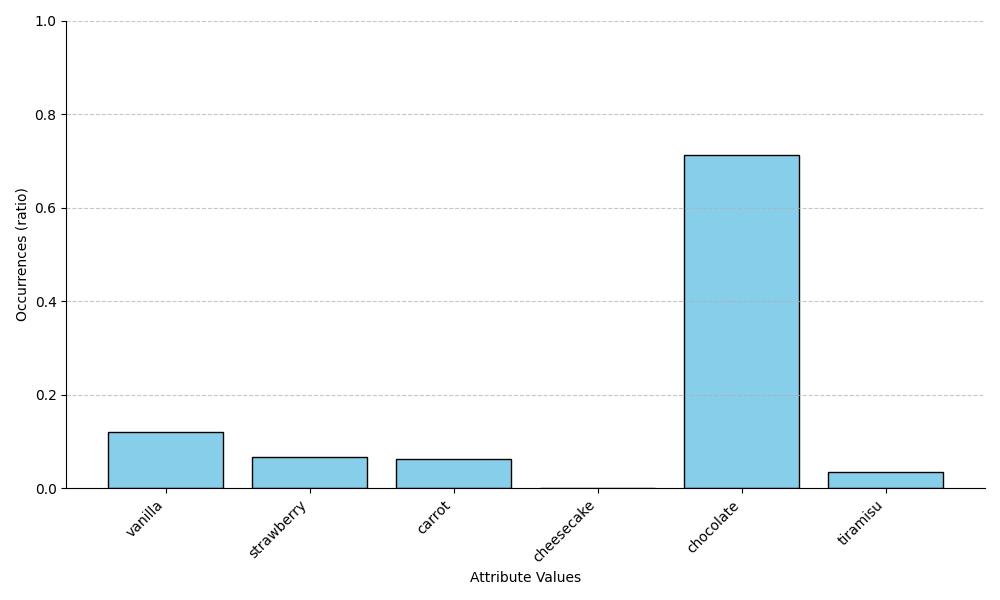 1.0
0.8
0.6
0.4
0.2
0.0
Occurrences (ratio)
vanilla
strawberry
carrot
cheesecake
chocolate
tiramisu
Attribute Values